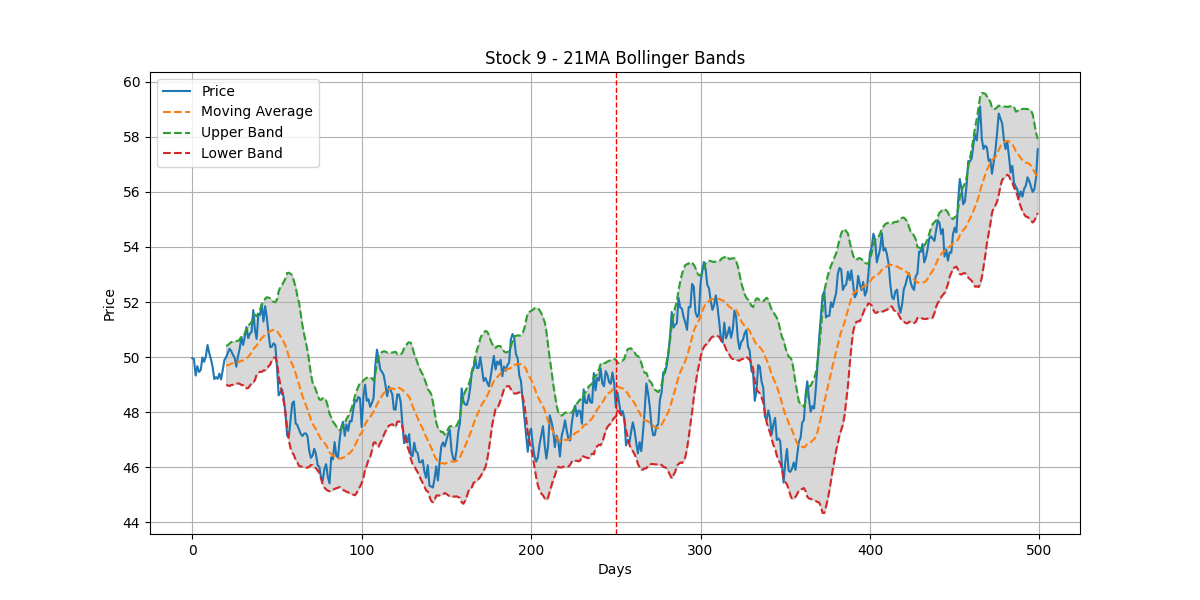 Stock 9 - 21MA Bollinger Bands
Price
Moving Average
Upper Band
Lower Band
60
58
56
54
52
50
48
46
44
Price
0 100 200 300 400 500
Days